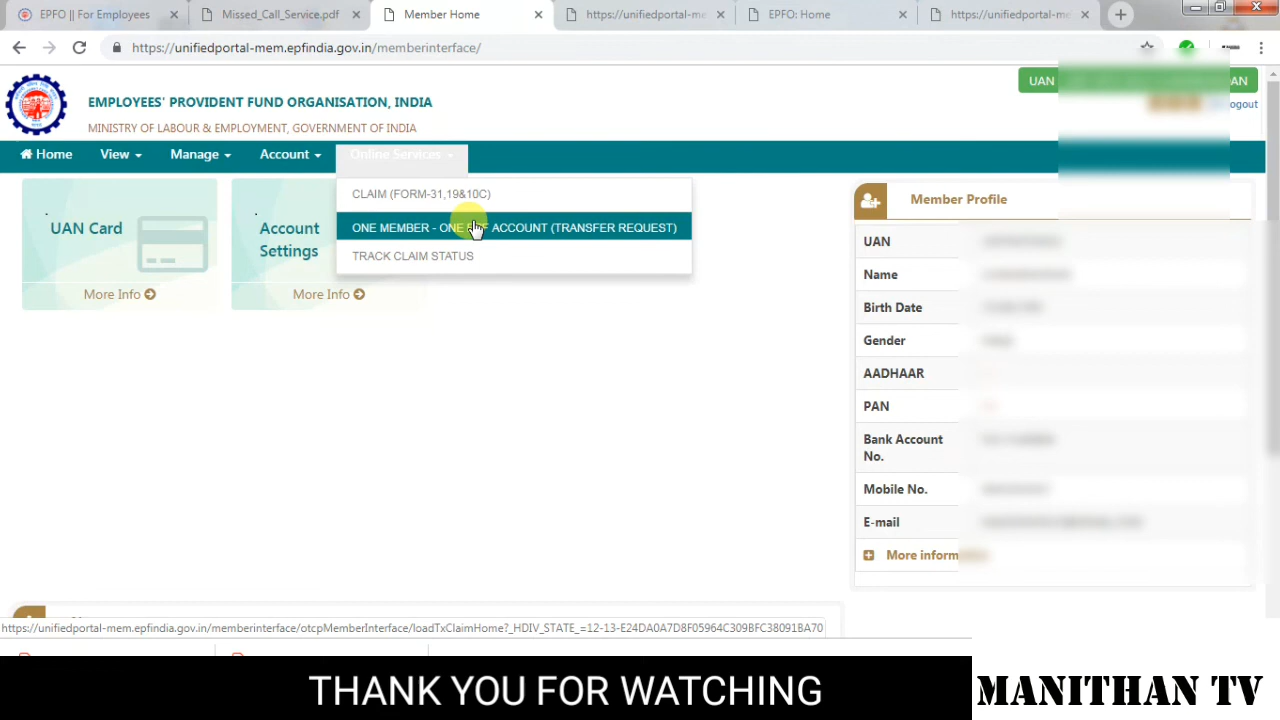 EPFO || For Employees
Missed_Call_Service.pdf
Member Home
https://unifiedportal-mem
EPFO: Home
https://unifiedportal-mem
https://unifiedportal-mem.epfindia.gov.in/memberinterface/
EMPLOYEES' PROVIDENT FUND ORGANISATION, INDIA
MINISTRY OF LABOUR & EMPLOYMENT, GOVERNMENT OF INDIA
UAN
Home
View
Manage
Account
Online Services
CLAIM (FORM-31,19&10C)
ONE MEMBER - ONE ACCOUNT (TRANSFER REQUEST)
TRACK CLAIM STATUS
UAN Card
More Info
Account
Settings
More Info
Member Profile
UAN
Name
Birth Date
Gender
AADHAAR
PAN
Bank Account
No.
Mobile No.
E-mail
More
https://unifiedportal-mem.epfindia.gov.in/memberinterface/otcpMemberInterface/loadTxClaimHome?_HDIV_STATE_=12-13-E24DA0A7D8F05964C309BFC38091BA70
THANK YOU FOR WATCHING
MANITHAN TV